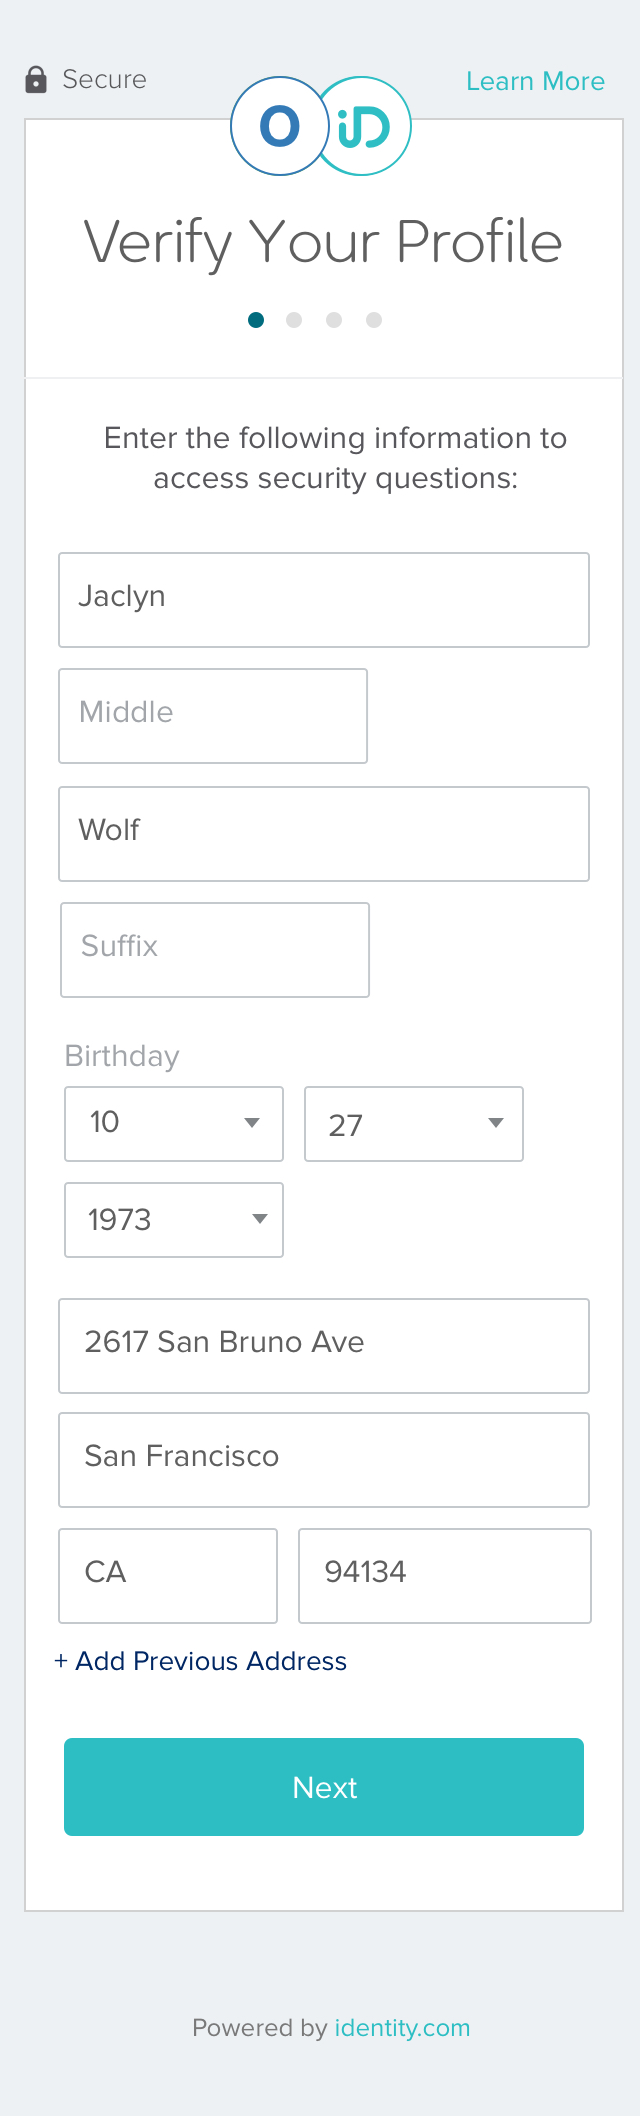 Secure
Learn More
O iD
Verify Your Profile
Enter the following information to
access security questions:
Jaclyn
Middle
Wolf
Suffix
Birthday
10
27
1973
2617 San Bruno Ave
San Francisco
CA
94134
+ Add Previous Address
Next
Powered by identity.com